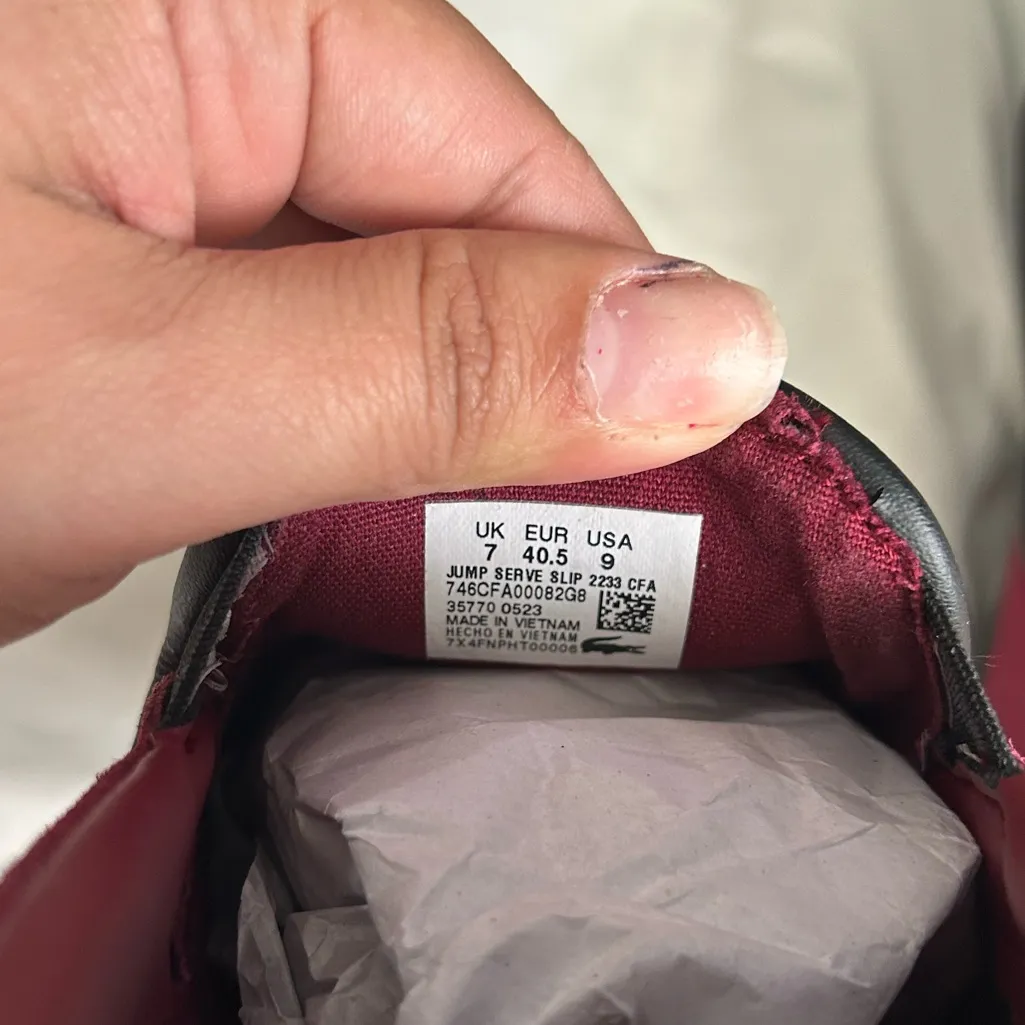 UK EUR USA
7 40.5 9
JUMP SERVE SLIP 2233 CFA
746CFA00082G8
35770 0523
MADE IN VIETNAM
HECHO EN VIETNAM
7X4FNPHT00006